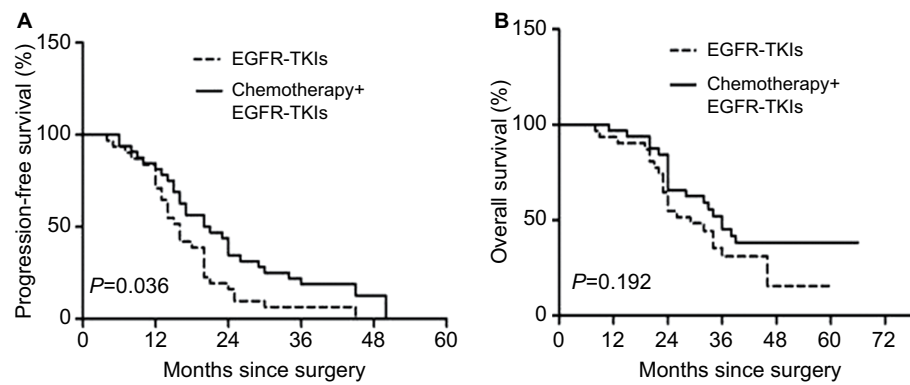 A
Progression-free survival (%)
150
100
50
0
EGFR-TKIs
Chemotherapy+
EGFR-TKIs
P=0.036
0 12 24 36 48 60
Months since surgery
B
Overall survival (%)
150
100
50
0
EGFR-TKIs
Chemotherapy+
EGFR-TKIs
P=0.192
0 12 24 36 48 60 72
Months since surgery